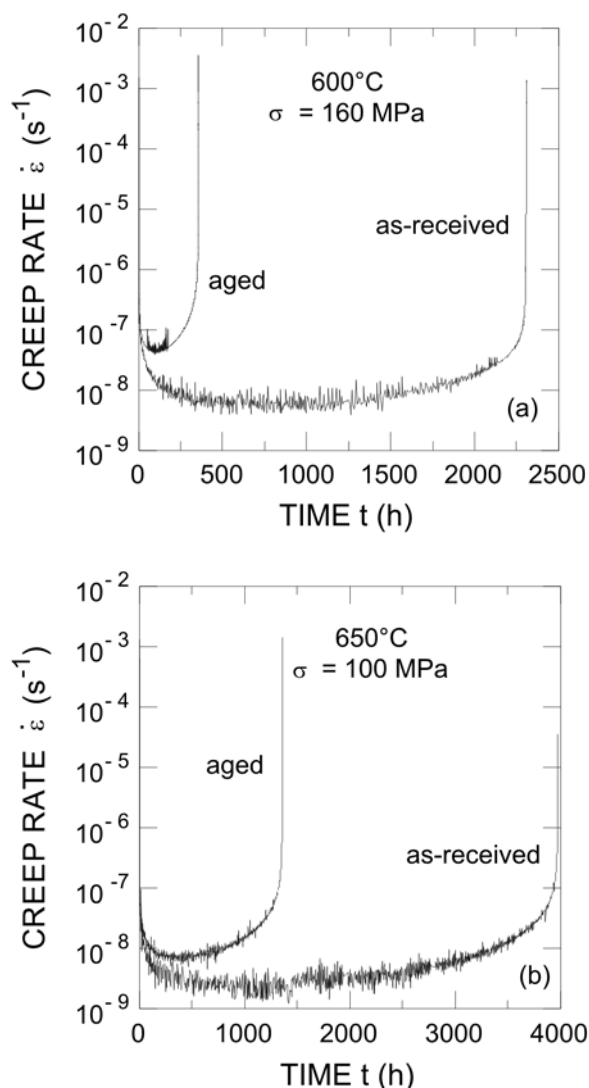 10⁻²
10⁻³
10⁻⁴
10⁻⁵
10⁻⁶
10⁻⁷
10⁻⁸
10⁻⁹
CREEP RATE ε̇ (s⁻¹)
600°C
σ = 160 MPa
as-received
aged
(a)
0 500 1000 1500 2000 2500
TIME t (h)
10⁻²
10⁻³
10⁻⁴
10⁻⁵
10⁻⁶
10⁻⁷
10⁻⁸
10⁻⁹
CREEP RATE ε̇ (s⁻¹)
650°C
σ = 100 MPa
aged
as-received
(b)
0 1000 2000 3000 4000
TIME t (h)